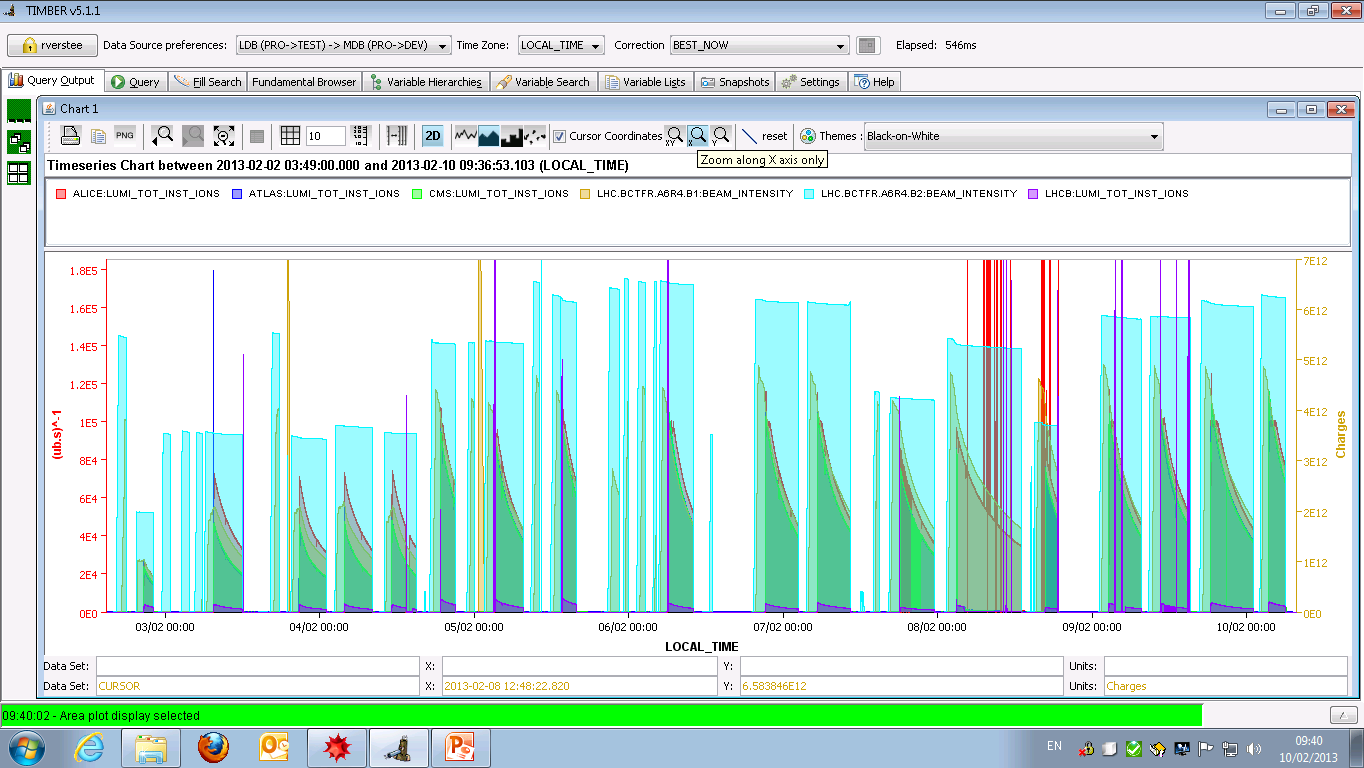 TIMBER v5.1.1
rverstee Data Source preferences: LDB (PRO->TEST) -> MDB (PRO->DEV) Time Zone: LOCAL_TIME Correction BEST_NOW Elapsed: 546ms
Query Output Query Fill Search Fundamental Browser Variable Hierarchies Variable Search Variable Lists Snapshots Settings Help
Chart 1
PNG 10 2D Cursor Coordinates XY X Y reset Themes : Black-on-White
Zoom along X axis only
Timeseries Chart between 2013-02-02 03:49:00.000 and 2013-02-10 09:36:53.103 (LOCAL_TIME)
ALICE:LUMI_TOT_INST_IONS ATLAS:LUMI_TOT_INST_IONS CMS:LUMI_TOT_INST_IONS LHC.BCTFR.A6R4.B1:BEAM_INTENSITY LHC.BCTFR.A6R4.B2:BEAM_INTENSITY LHCB:LUMI_TOT_INST_IONS
7E12
1.8E5
1.6E5
6E12
1.4E5
5E12
1.2E5
1E5
4E12
(ub.s)^-1
Charges
8E4
3E12
6E4
2E12
4E4
1E12
2E4
0E0
0E0
03/02 00:00 04/02 00:00 05/02 00:00 06/02 00:00 07/02 00:00 08/02 00:00 09/02 00:00 10/02 00:00
LOCAL_TIME
Data Set: X: Y: Units:
Data Set: CURSOR X: 2013-02-08 12:48:22.820 Y: 6.583846E12 Units: Charges
09:40:02 - Area plot display selected
EN
09:40
10/02/2013